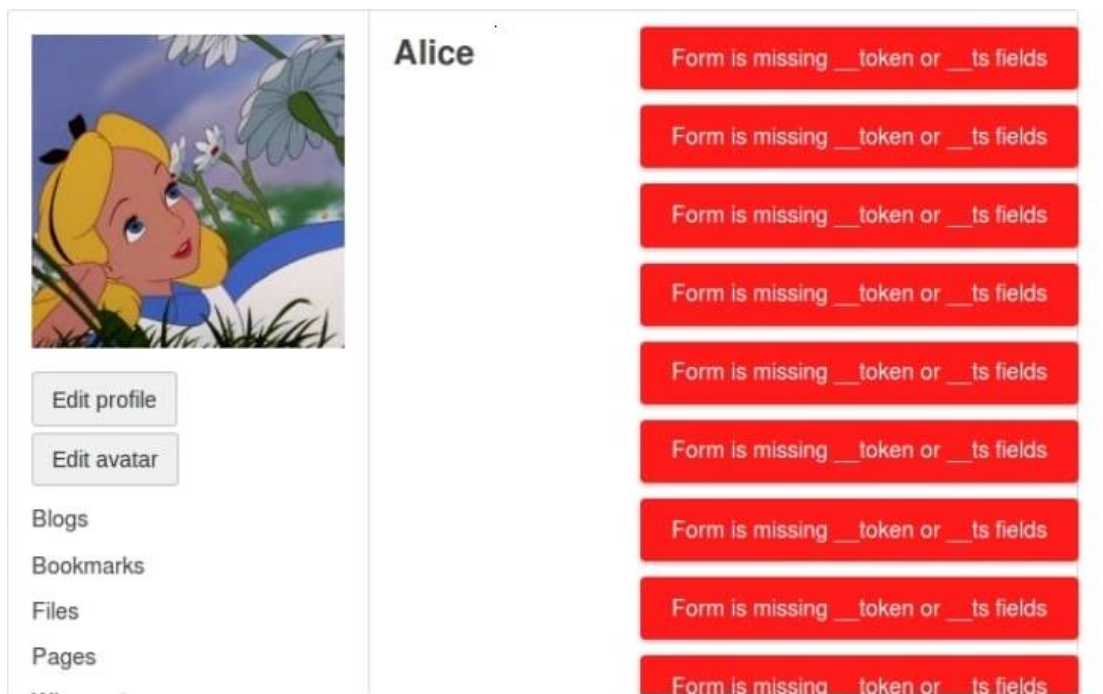 Alice
Form is missing __token or __ts fields
Form is missing __token or __ts fields
Form is missing __token or __ts fields
Form is missing __token or __ts fields
Form is missing __token or __ts fields
Form is missing __token or __ts fields
Form is missing __token or __ts fields
Form is missing __token or __ts fields
Form is missing __token or __ts fields
Edit profile
Edit avatar
Blogs
Bookmarks
Files
Pages